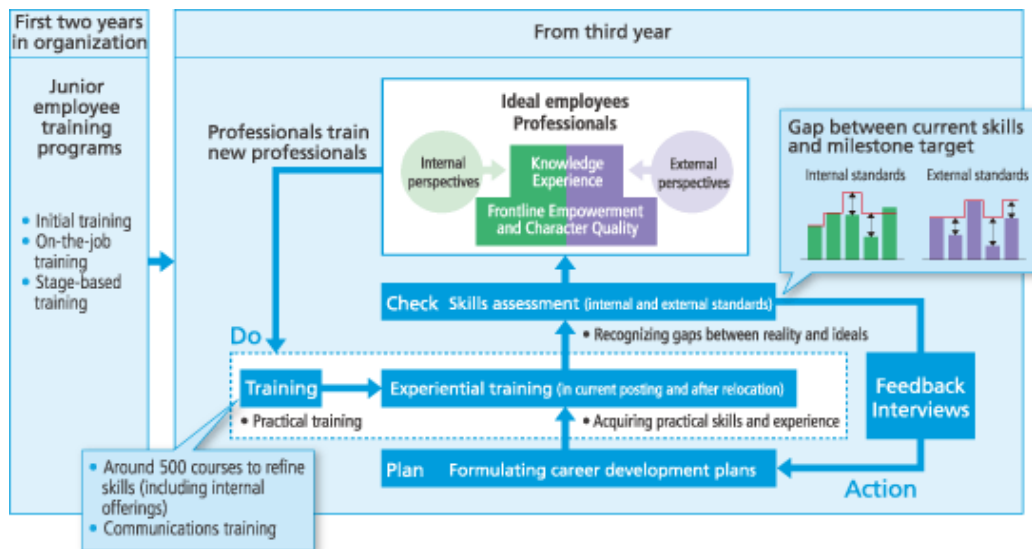 First two years
in organization
Junior
employee
training
programs
• Initial training
• On-the-job
training
• Stage-based
training
From third year
Ideal employees
Professionals
Internal
perspectives
Knowledge
Experience
External
perspectives
Frontline Empowerment
and Character Quality
Professionals train
new professionals
Gap between current skills
and milestone target
Internal standards
External standards
Check Skills assessment (internal and external standards)
• Recognizing gaps between reality and ideals
Do
Training
Experiential training (in current posting and after relocation)
• Practical training
• Acquiring practical skills and experience
Feedback
Interviews
Plan Formulating career development plans
Action
• Around 500 courses to refine
skills (including internal
offerings)
• Communications training